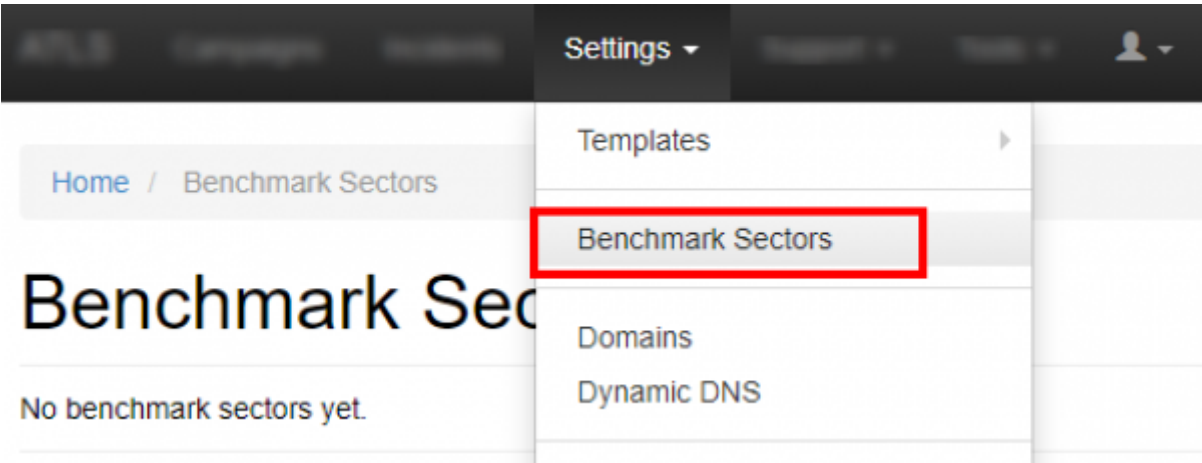 Settings
Templates
Home / Benchmark Sectors
Benchmark Sectors
Benchmark Sec
Domains
Dynamic DNS
No benchmark sectors yet.